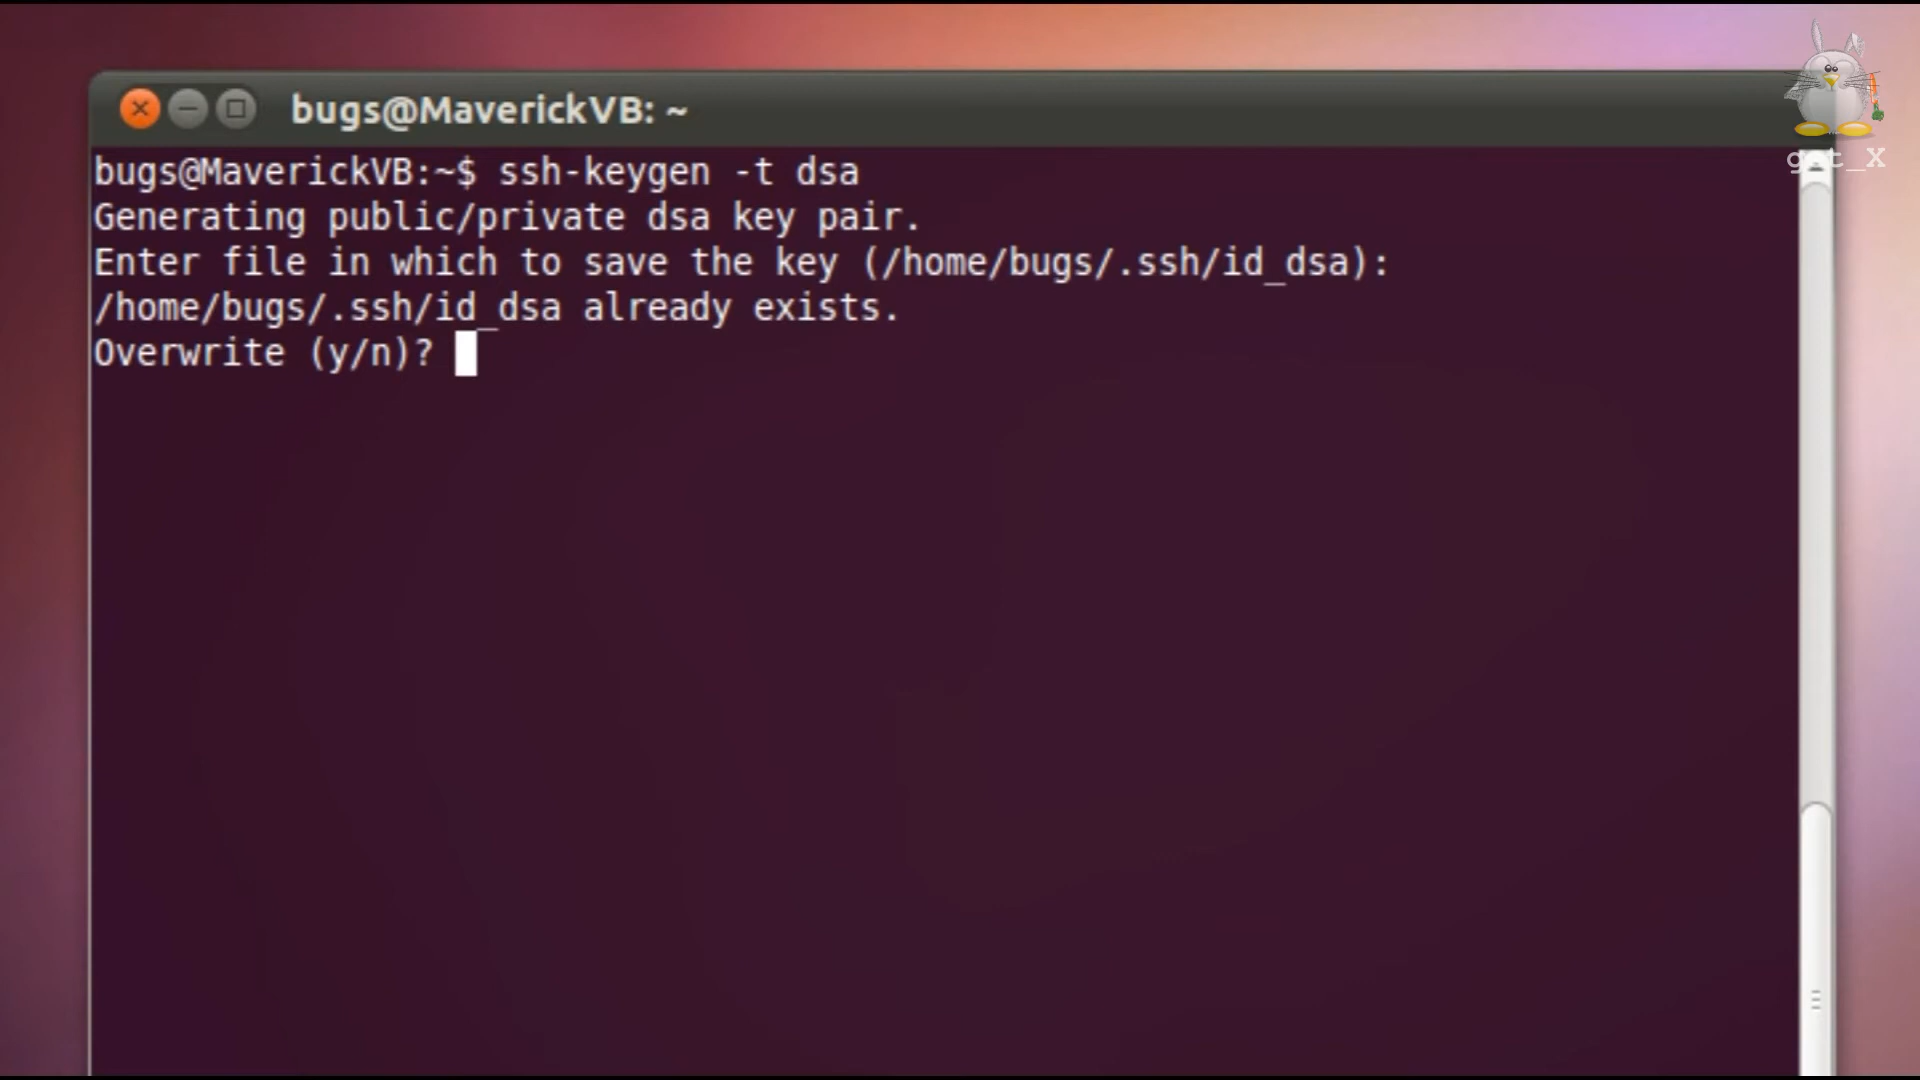 bugs@MaverickVB: ~
get_X
bugs@MaverickVB:~$ ssh-keygen -t dsa
Generating public/private dsa key pair.
Enter file in which to save the key (/home/bugs/.ssh/id_dsa):
/home/bugs/.ssh/id_dsa already exists.
Overwrite (y/n)?